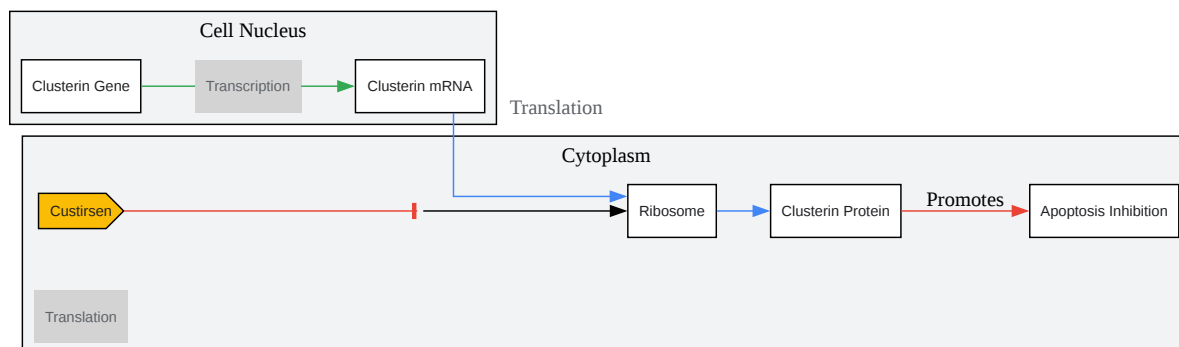 Cell Nucleus
Clusterin Gene
Transcription
Clusterin mRNA
Translation
Cytoplasm
Custirsen
Ribosome
Clusterin Protein
Promotes
Apoptosis Inhibition
Translation